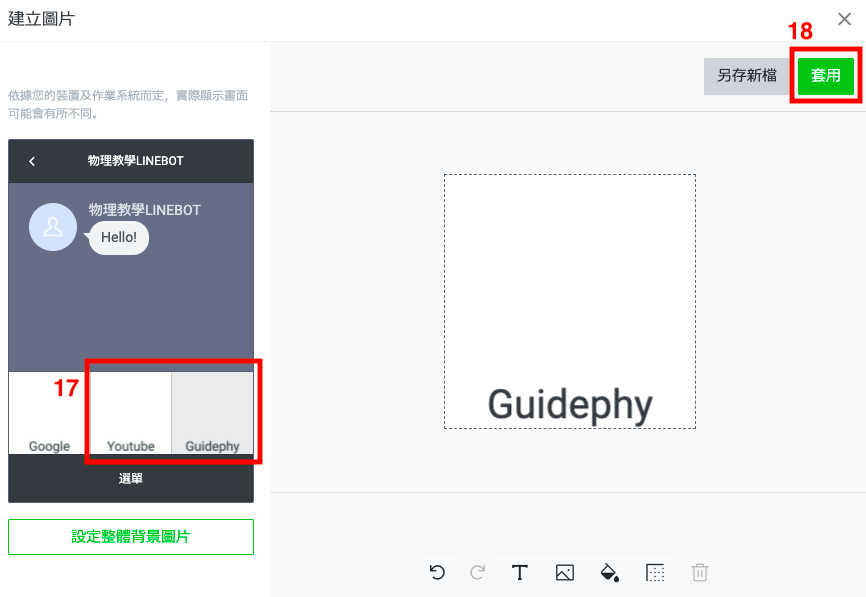 建立圖片
18
另存新檔
套用
依據您的裝置及作業系統而定，實際顯示畫面
可能會有所不同。
物理教學LINEBOT
物理教學LINEBOT
Hello!
17
Google
Youtube
Guidephy
選單
設定整體背景圖片
Guidephy
T